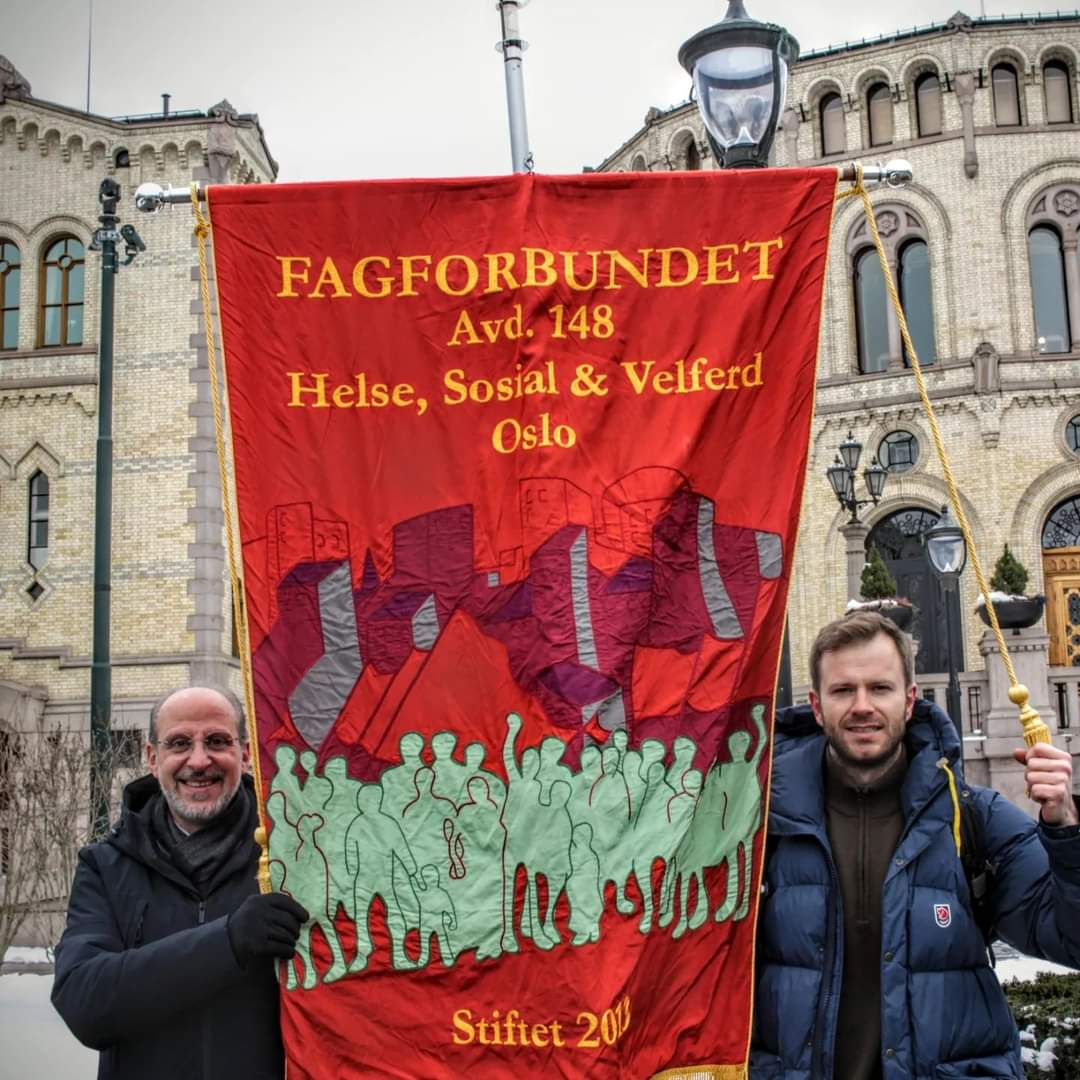 FAGFORBUNDET
Avd. 148
Helse, Sosial & Velferd
Oslo
Stiftet